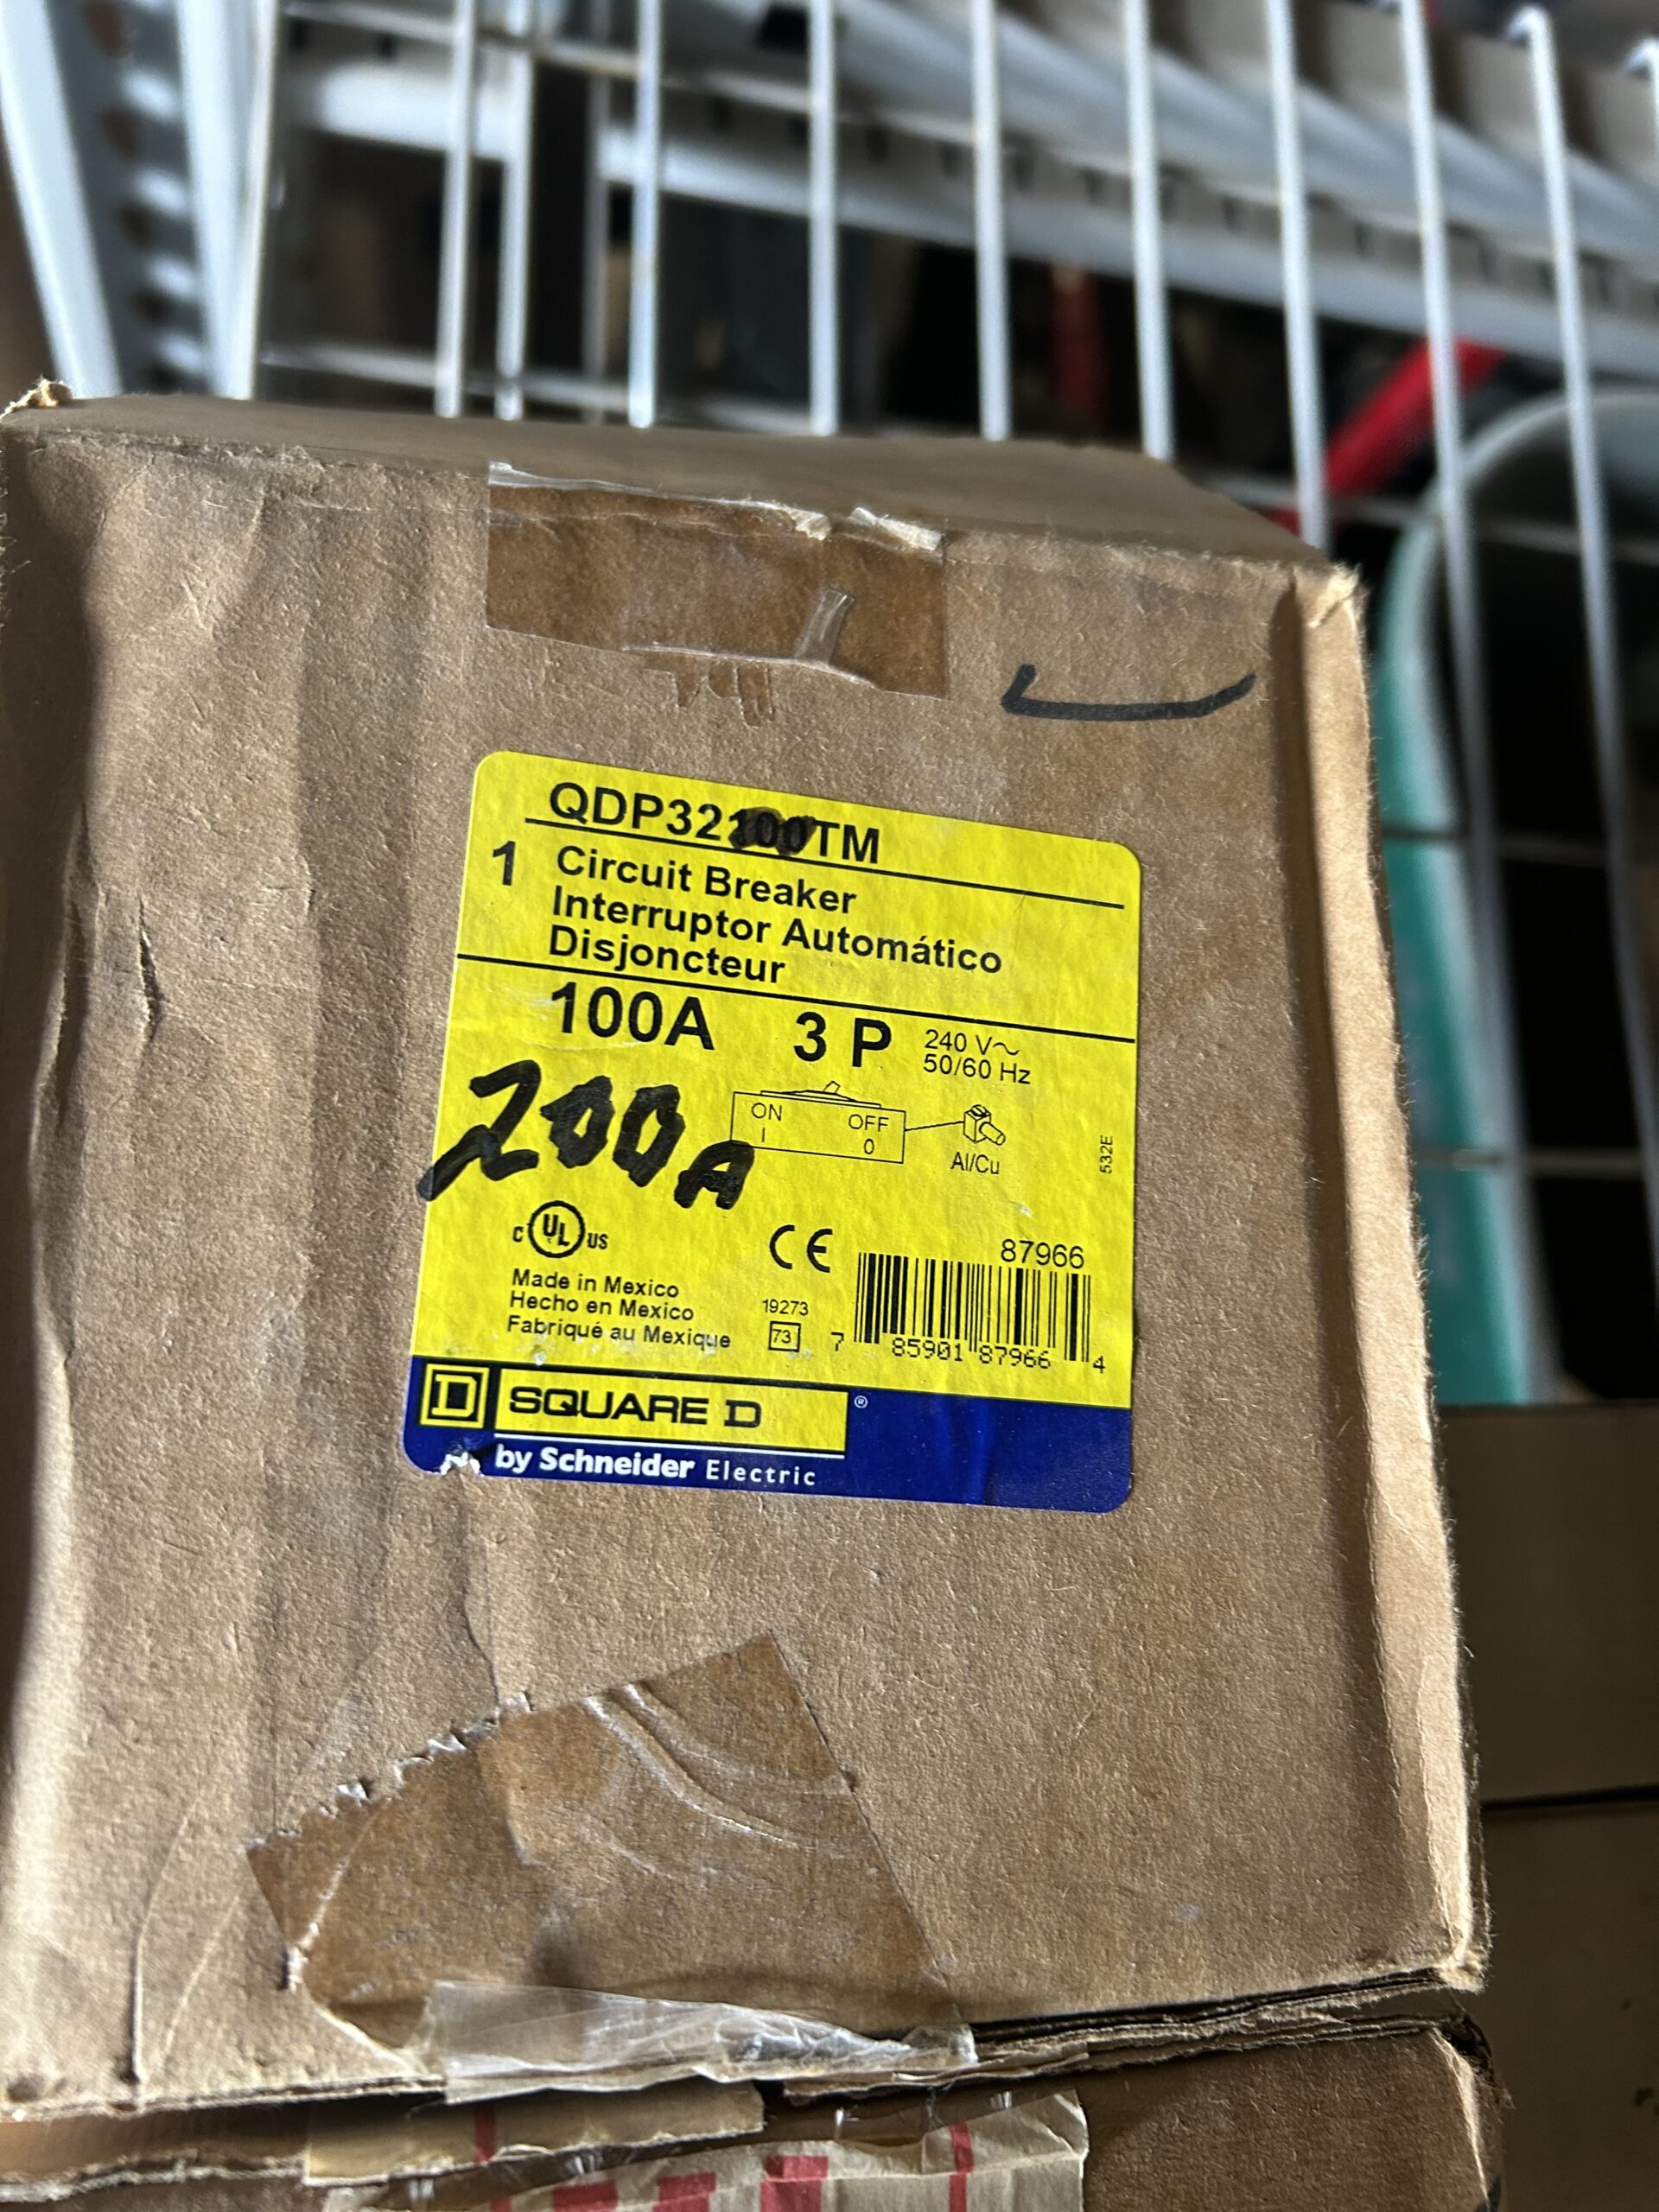 QDP32100TM
1 Circuit Breaker
Interruptor Automático
Disjoncteur
100A 3 P 240 V~
50/60 Hz
200A
ON OFF
I 0
Al/Cu
532E
c UL us
CE
87966
Made in Mexico
Hecho en Mexico
Fabriqué au Mexique
19273
73
7 85901 87966 4
D SQUARE D ®
by Schneider Electric